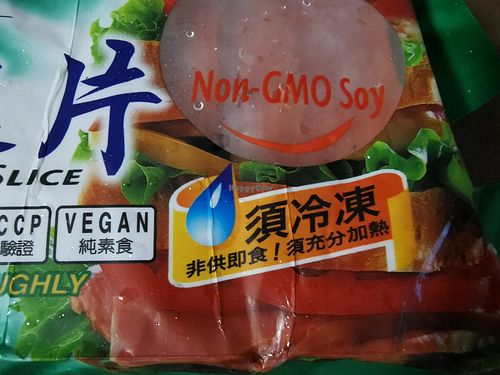 Non-GMO Soy
片
SLICE
CCP
驗證
VEGAN
純素食
須冷凍
非供即食！須充分加熱
UGHLY
HappyCow